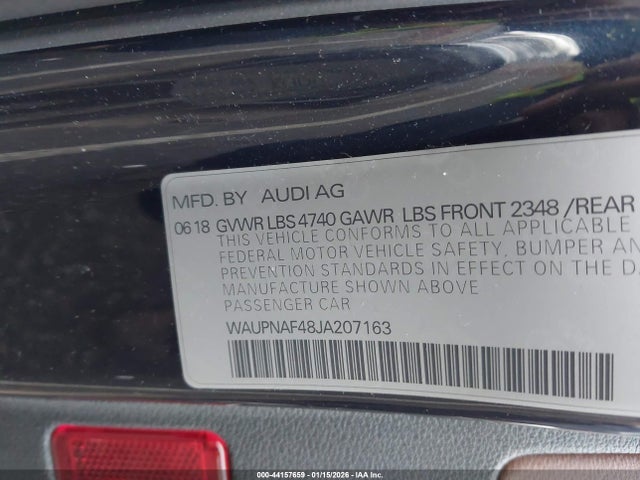 MFD. BY AUDI AG
06 18 GVWR LBS 4740 GAWR LBS FRONT 2348 /REAR
THIS VEHICLE CONFORMS TO ALL APPLICABLE
FEDERAL MOTOR VEHICLE SAFETY, BUMPER AN
PREVENTION STANDARDS IN EFFECT ON THE D
MANUFACTURE SHOWN ABOVE
PASSENGER CAR
WAUPNAF48JA207163
000-44157659 - 01/15/2026 - IAA Inc.